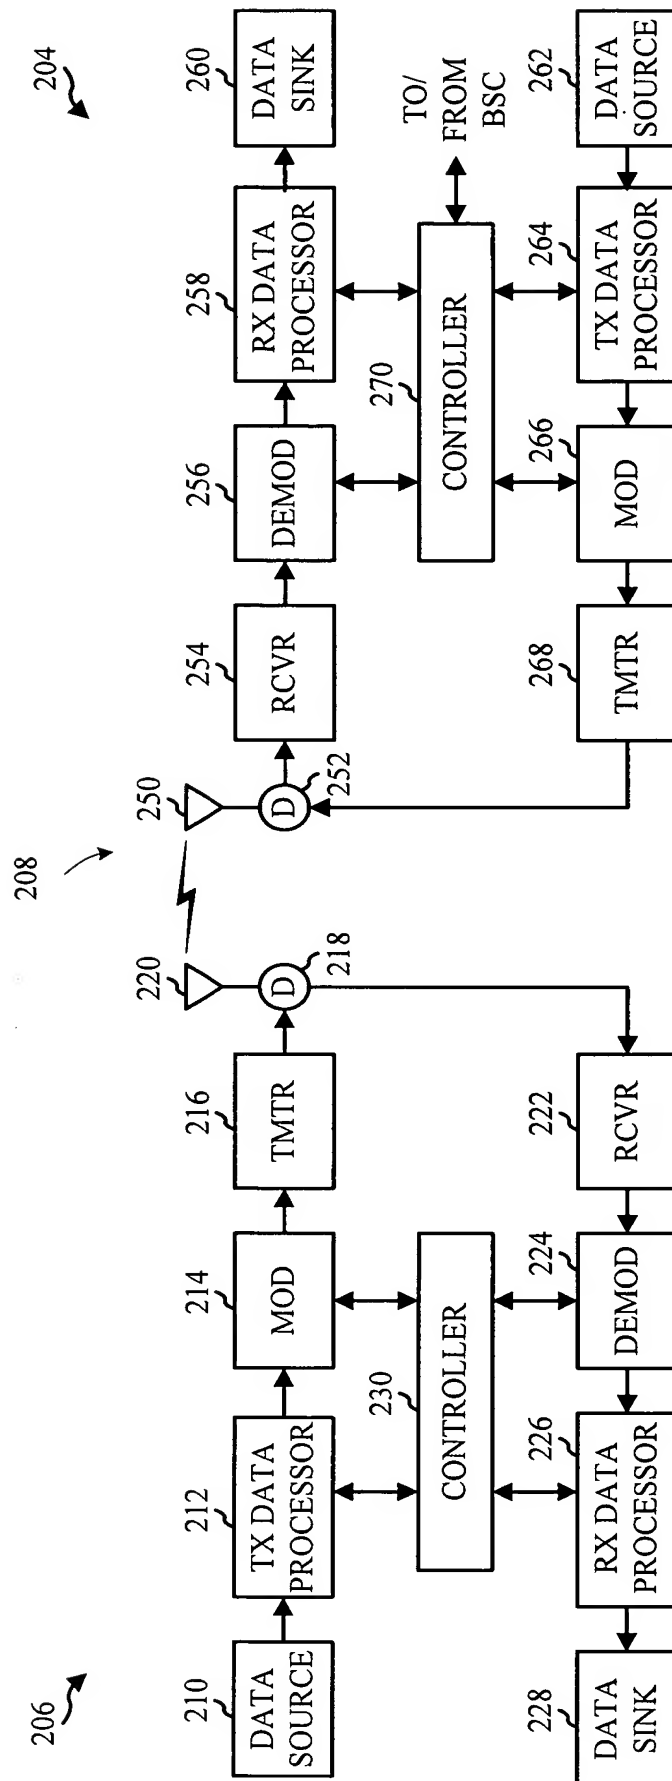 206
208
204
210
DATA
SOURCE
212
TX DATA
PROCESSOR
214
MOD
216
TMTR
220
D
218
250
D
252
254
RCVR
256
DEMOD
258
RX DATA
PROCESSOR
260
DATA
SINK
230
CONTROLLER
270
CONTROLLER
TO/
FROM
BSC
228
DATA
SINK
226
RX DATA
PROCESSOR
224
DEMOD
222
RCVR
268
TMTR
266
MOD
264
TX DATA
PROCESSOR
262
DATA
SOURCE